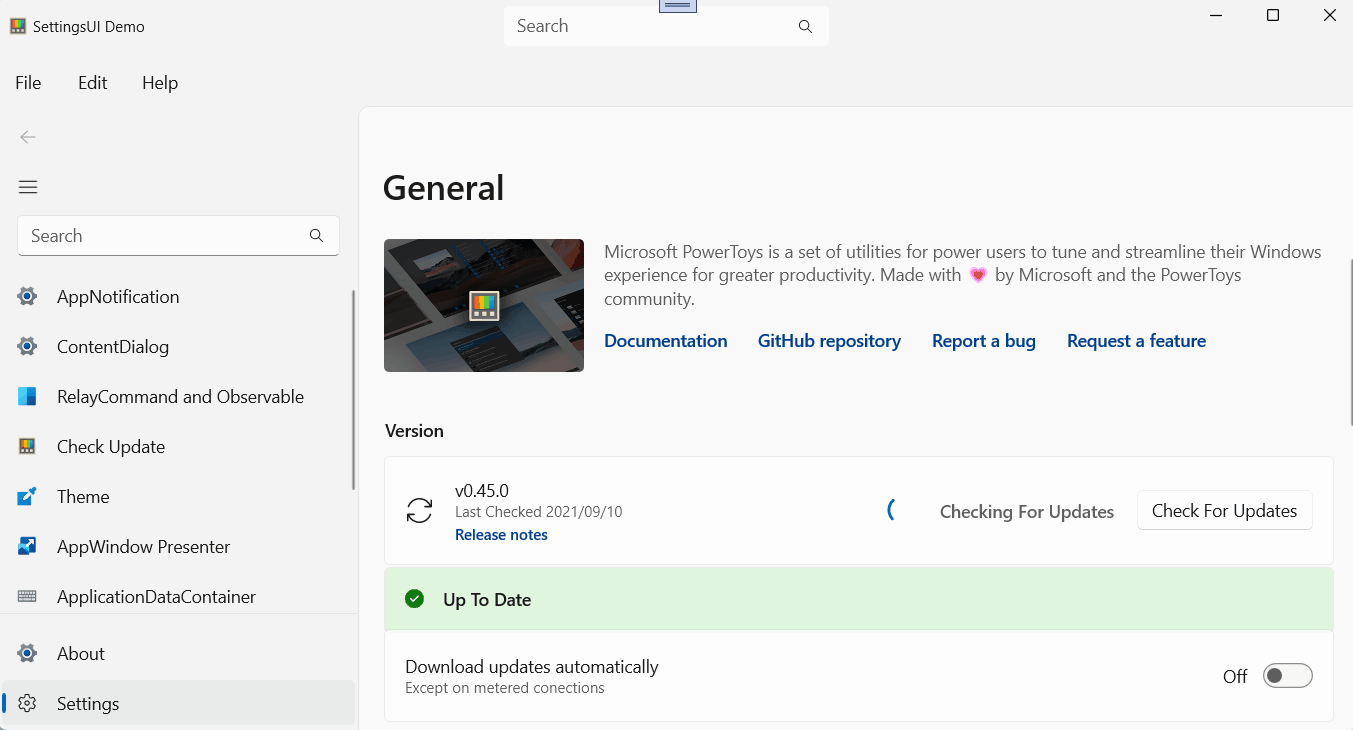 SettingsUI Demo
Search
File Edit Help
Search
AppNotification
ContentDialog
RelayCommand and Observable
Check Update
Theme
AppWindow Presenter
ApplicationDataContainer
About
Settings
General
Microsoft PowerToys is a set of utilities for power users to tune and streamline their Windows
experience for greater productivity. Made with 💗 by Microsoft and the PowerToys
community.
Documentation GitHub repository Report a bug Request a feature
Version
v0.45.0
Last Checked 2021/09/10
Release notes
Checking For Updates
Check For Updates
Up To Date
Download updates automatically
Except on metered conections
Off